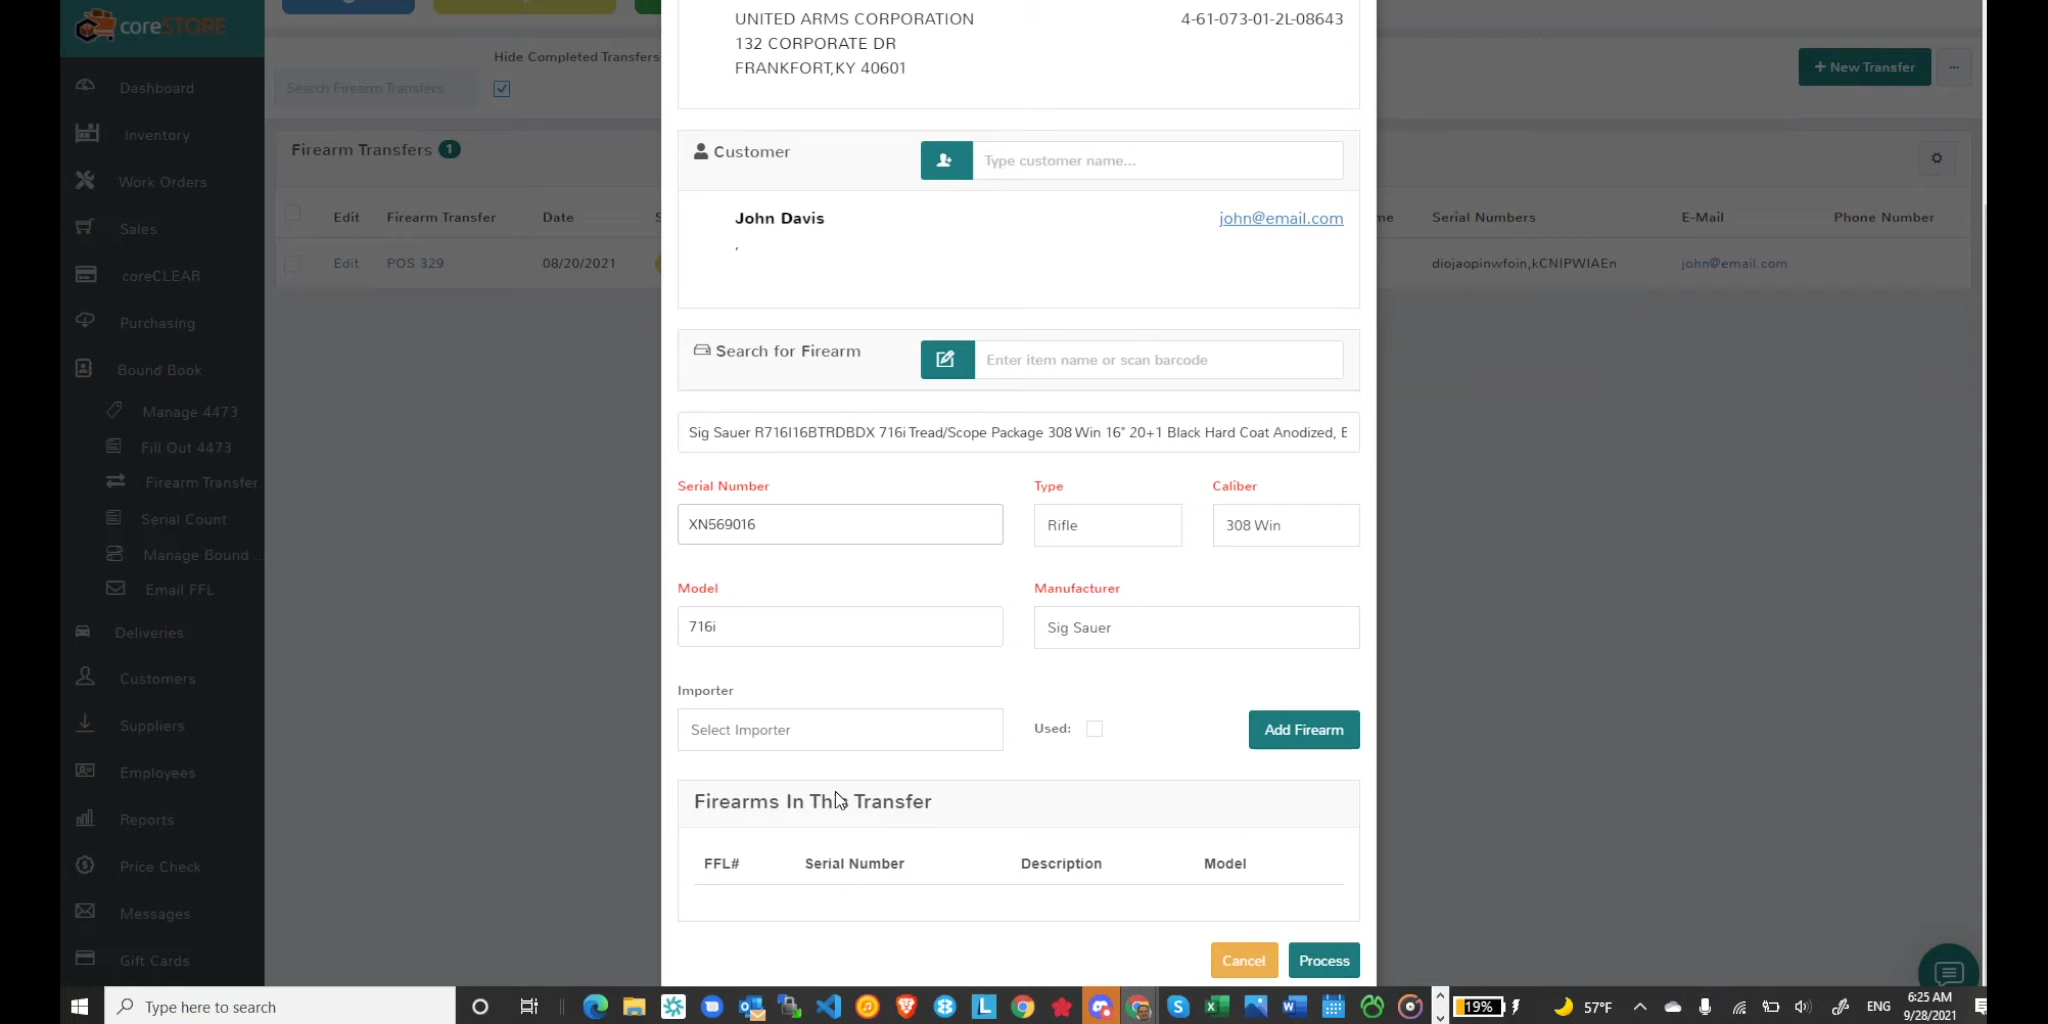 coreSTORE
Dashboard
Inventory
Work Orders
Sales
coreCLEAR
Purchasing
Bound Book
Manage 4473
Fill Out 4473
Firearm Transfer
Serial Count
Manage Bound ...
Email FFL
Deliveries
Customers
Suppliers
Employees
Reports
Price Check
Messages
Gift Cards
Hide Completed Transfers
Search Firearm Transfers
+ New Transfer
...
Firearm Transfers 1
Edit Firearm Transfer Date Serial Numbers E-Mail Phone Number
Edit POS 329 08/20/2021 diojaopinwfoin,kCNIPWIAEn john@email.com
UNITED ARMS CORPORATION 4-61-073-01-2L-08643
132 CORPORATE DR
FRANKFORT,KY 40601
Customer Type customer name...
John Davis john@email.com
,
Search for Firearm Enter item name or scan barcode
Sig Sauer R716I16BTRDBDX 716i Tread/Scope Package 308 Win 16" 20+1 Black Hard Coat Anodized, E
Serial Number Type Caliber
XN569016 Rifle 308 Win
Model Manufacturer
716i Sig Sauer
Importer
Select Importer Used: Add Firearm
Firearms In This Transfer
FFL# Serial Number Description Model
Cancel Process
Type here to search
19%
57°F
ENG
6:25 AM
9/28/2021